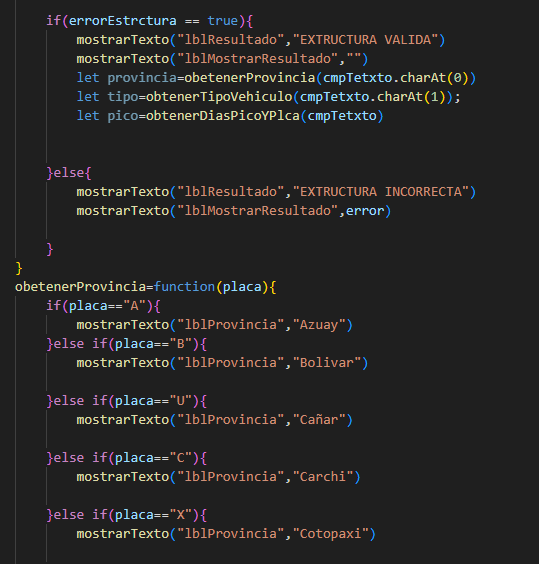 if(errorEstrctura == true){
mostrarTexto("lblResultado","EXTRUCTURA VALIDA")
mostrarTexto("lblMostrarResultado","")
let provincia=obetenerProvincia(cmpTetxto.charAt(0))
let tipo=obtenerTipoVehiculo(cmpTetxto.charAt(1));
let pico=obtenerDiasPicoYPlca(cmpTetxto)
}else{
mostrarTexto("lblResultado","EXTRUCTURA INCORRECTA")
mostrarTexto("lblMostrarResultado",error)
}
}
obetenerProvincia=function(placa){
if(placa=="A"){
mostrarTexto("lblProvincia","Azuay")
}else if(placa=="B"){
mostrarTexto("lblProvincia","Bolivar")
}else if(placa=="U"){
mostrarTexto("lblProvincia","Cañar")
}else if(placa=="C"){
mostrarTexto("lblProvincia","Carchi")
}else if(placa=="X"){
mostrarTexto("lblProvincia","Cotopaxi")